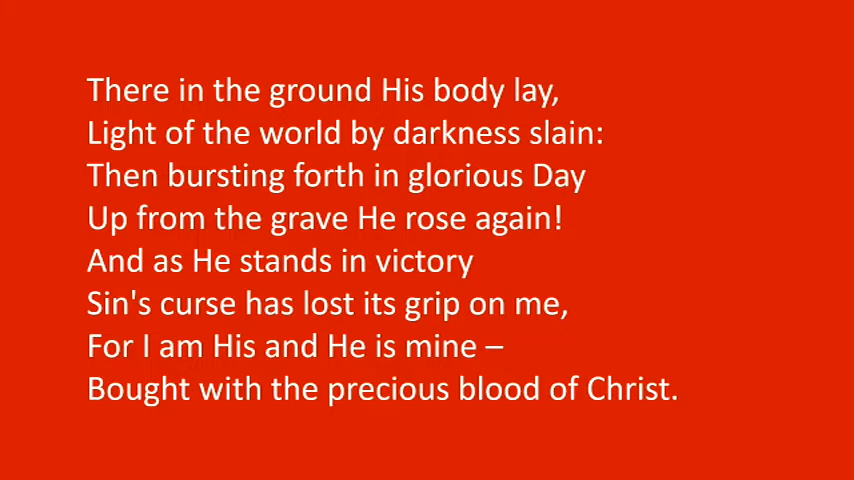 There in the ground His body lay,
Light of the world by darkness slain:
Then bursting forth in glorious Day
Up from the grave He rose again!
And as He stands in victory
Sin's curse has lost its grip on me,
For I am His and He is mine –
Bought with the precious blood of Christ.